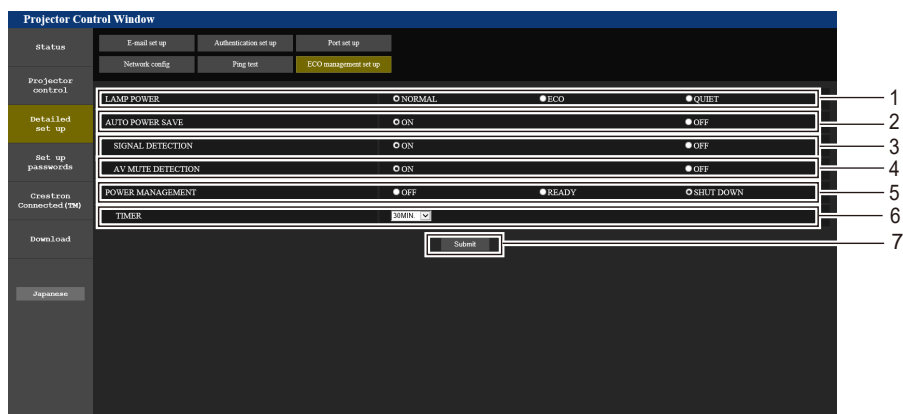 Projector Control Window
Status
E-mail set up Authentication set up Port set up
Network config Ping test ECO management set up
Projector
control
LAMP POWER NORMAL ECO QUIET 1
Detailed
set up
AUTO POWER SAVE ON OFF 2
SIGNAL DETECTION ON OFF 3
Set up
passwords
AV MUTE DETECTION ON OFF 4
Crestron
Connected(TM)
POWER MANAGEMENT OFF READY SHUT DOWN 5
TIMER 30MIN. 6
Download
Submit 7
Japanese